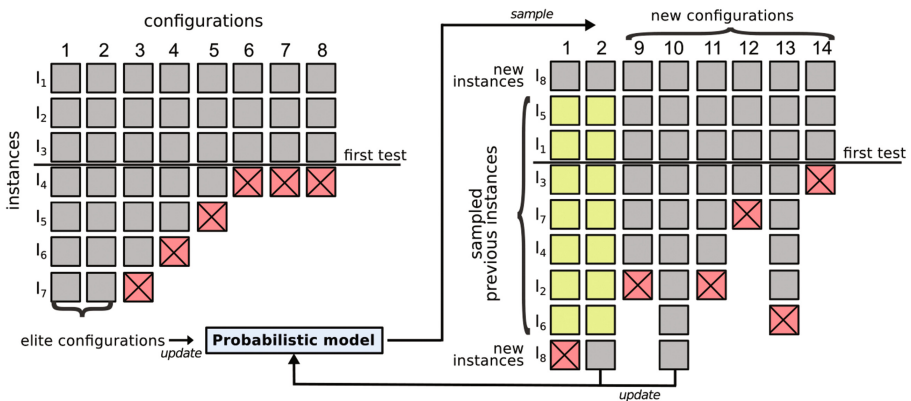 configurations
1 2 3 4 5 6 7 8
instances
I1
I2
I3
first test
I4
I5
I6
I7
elite configurations
update
Probabilistic model
sample
new configurations
1 2 9 10 11 12 13 14
new
instances
I8
sampled
previous instances
I5
I1
first test
I3
I7
I4
I2
I6
new
instances
I8
update